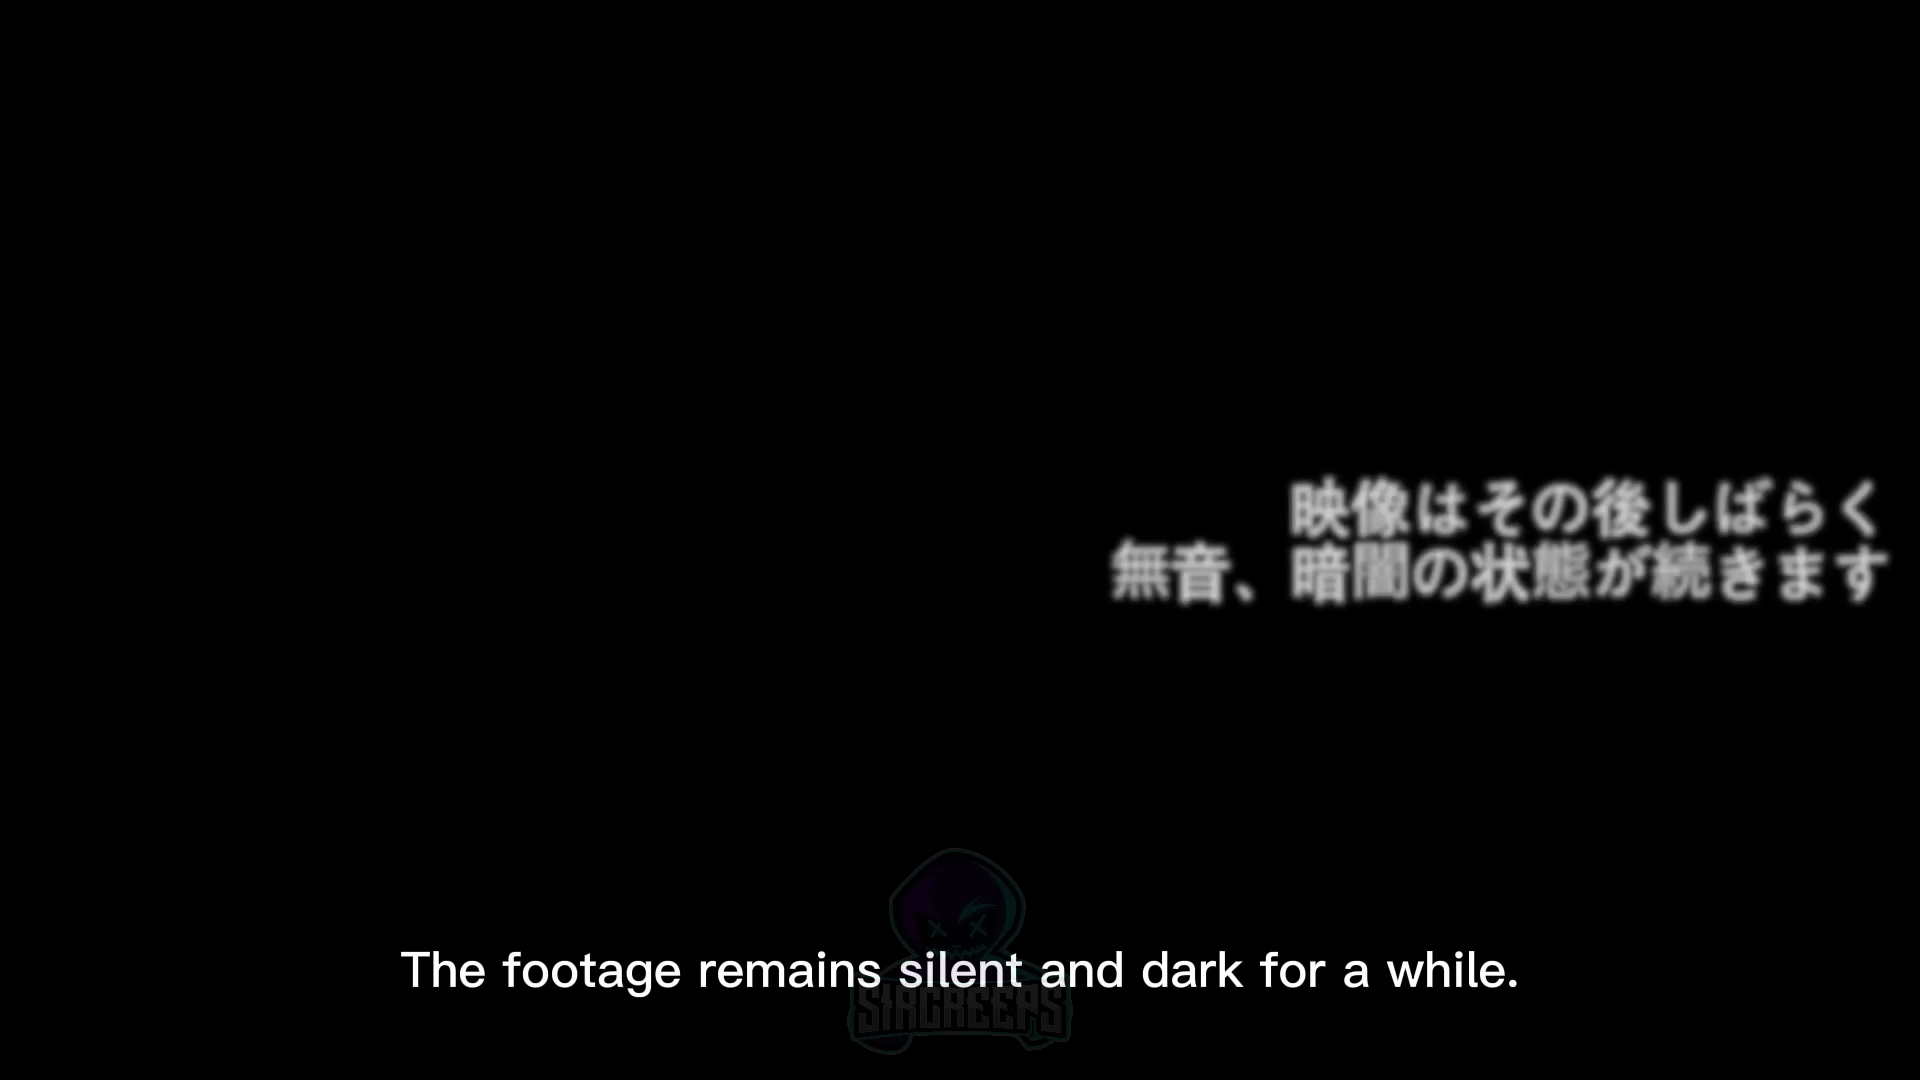 映像はその後しばらく
無音、暗闇の状態が続きます
The footage remains silent and dark for a while.
SIRCREEPS